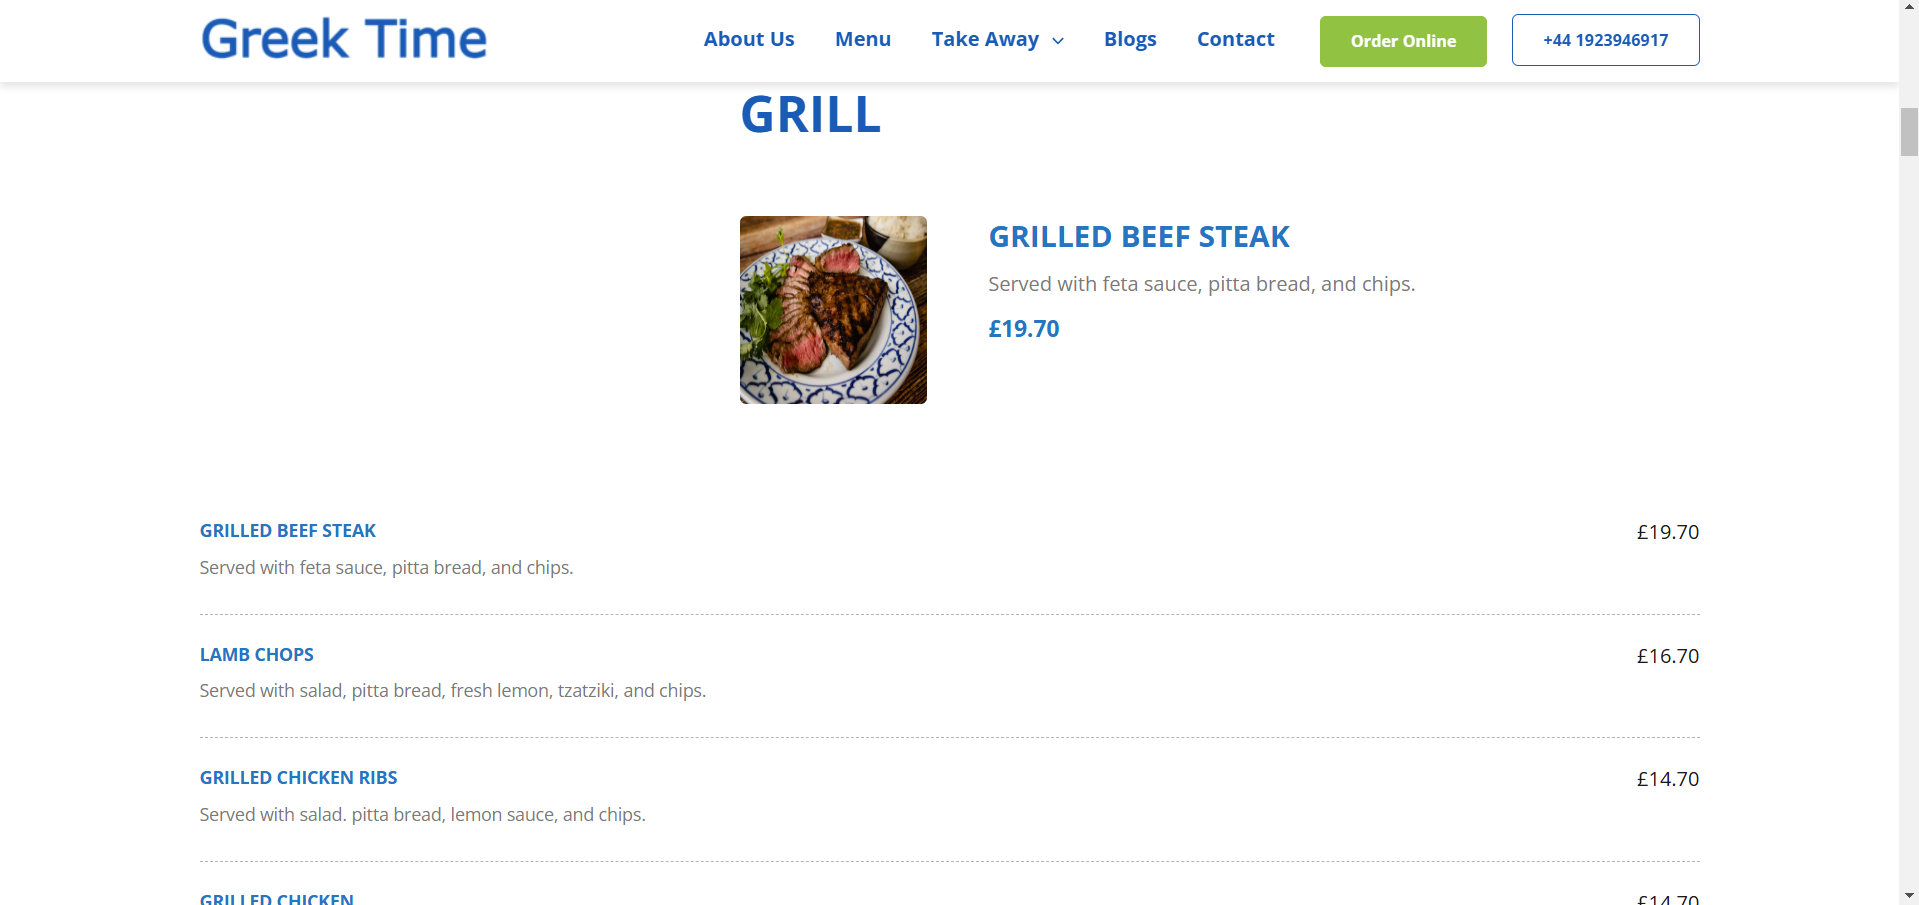 Greek Time
About Us
Menu
Take Away
Blogs
Contact
Order Online
+44 1923946917
GRILL
GRILLED BEEF STEAK
Served with feta sauce, pitta bread, and chips.
£19.70
GRILLED BEEF STEAK
£19.70
Served with feta sauce, pitta bread, and chips.
LAMB CHOPS
£16.70
Served with salad, pitta bread, fresh lemon, tzatziki, and chips.
GRILLED CHICKEN RIBS
£14.70
Served with salad. pitta bread, lemon sauce, and chips.
GRILLED CHICKEN
£14.70